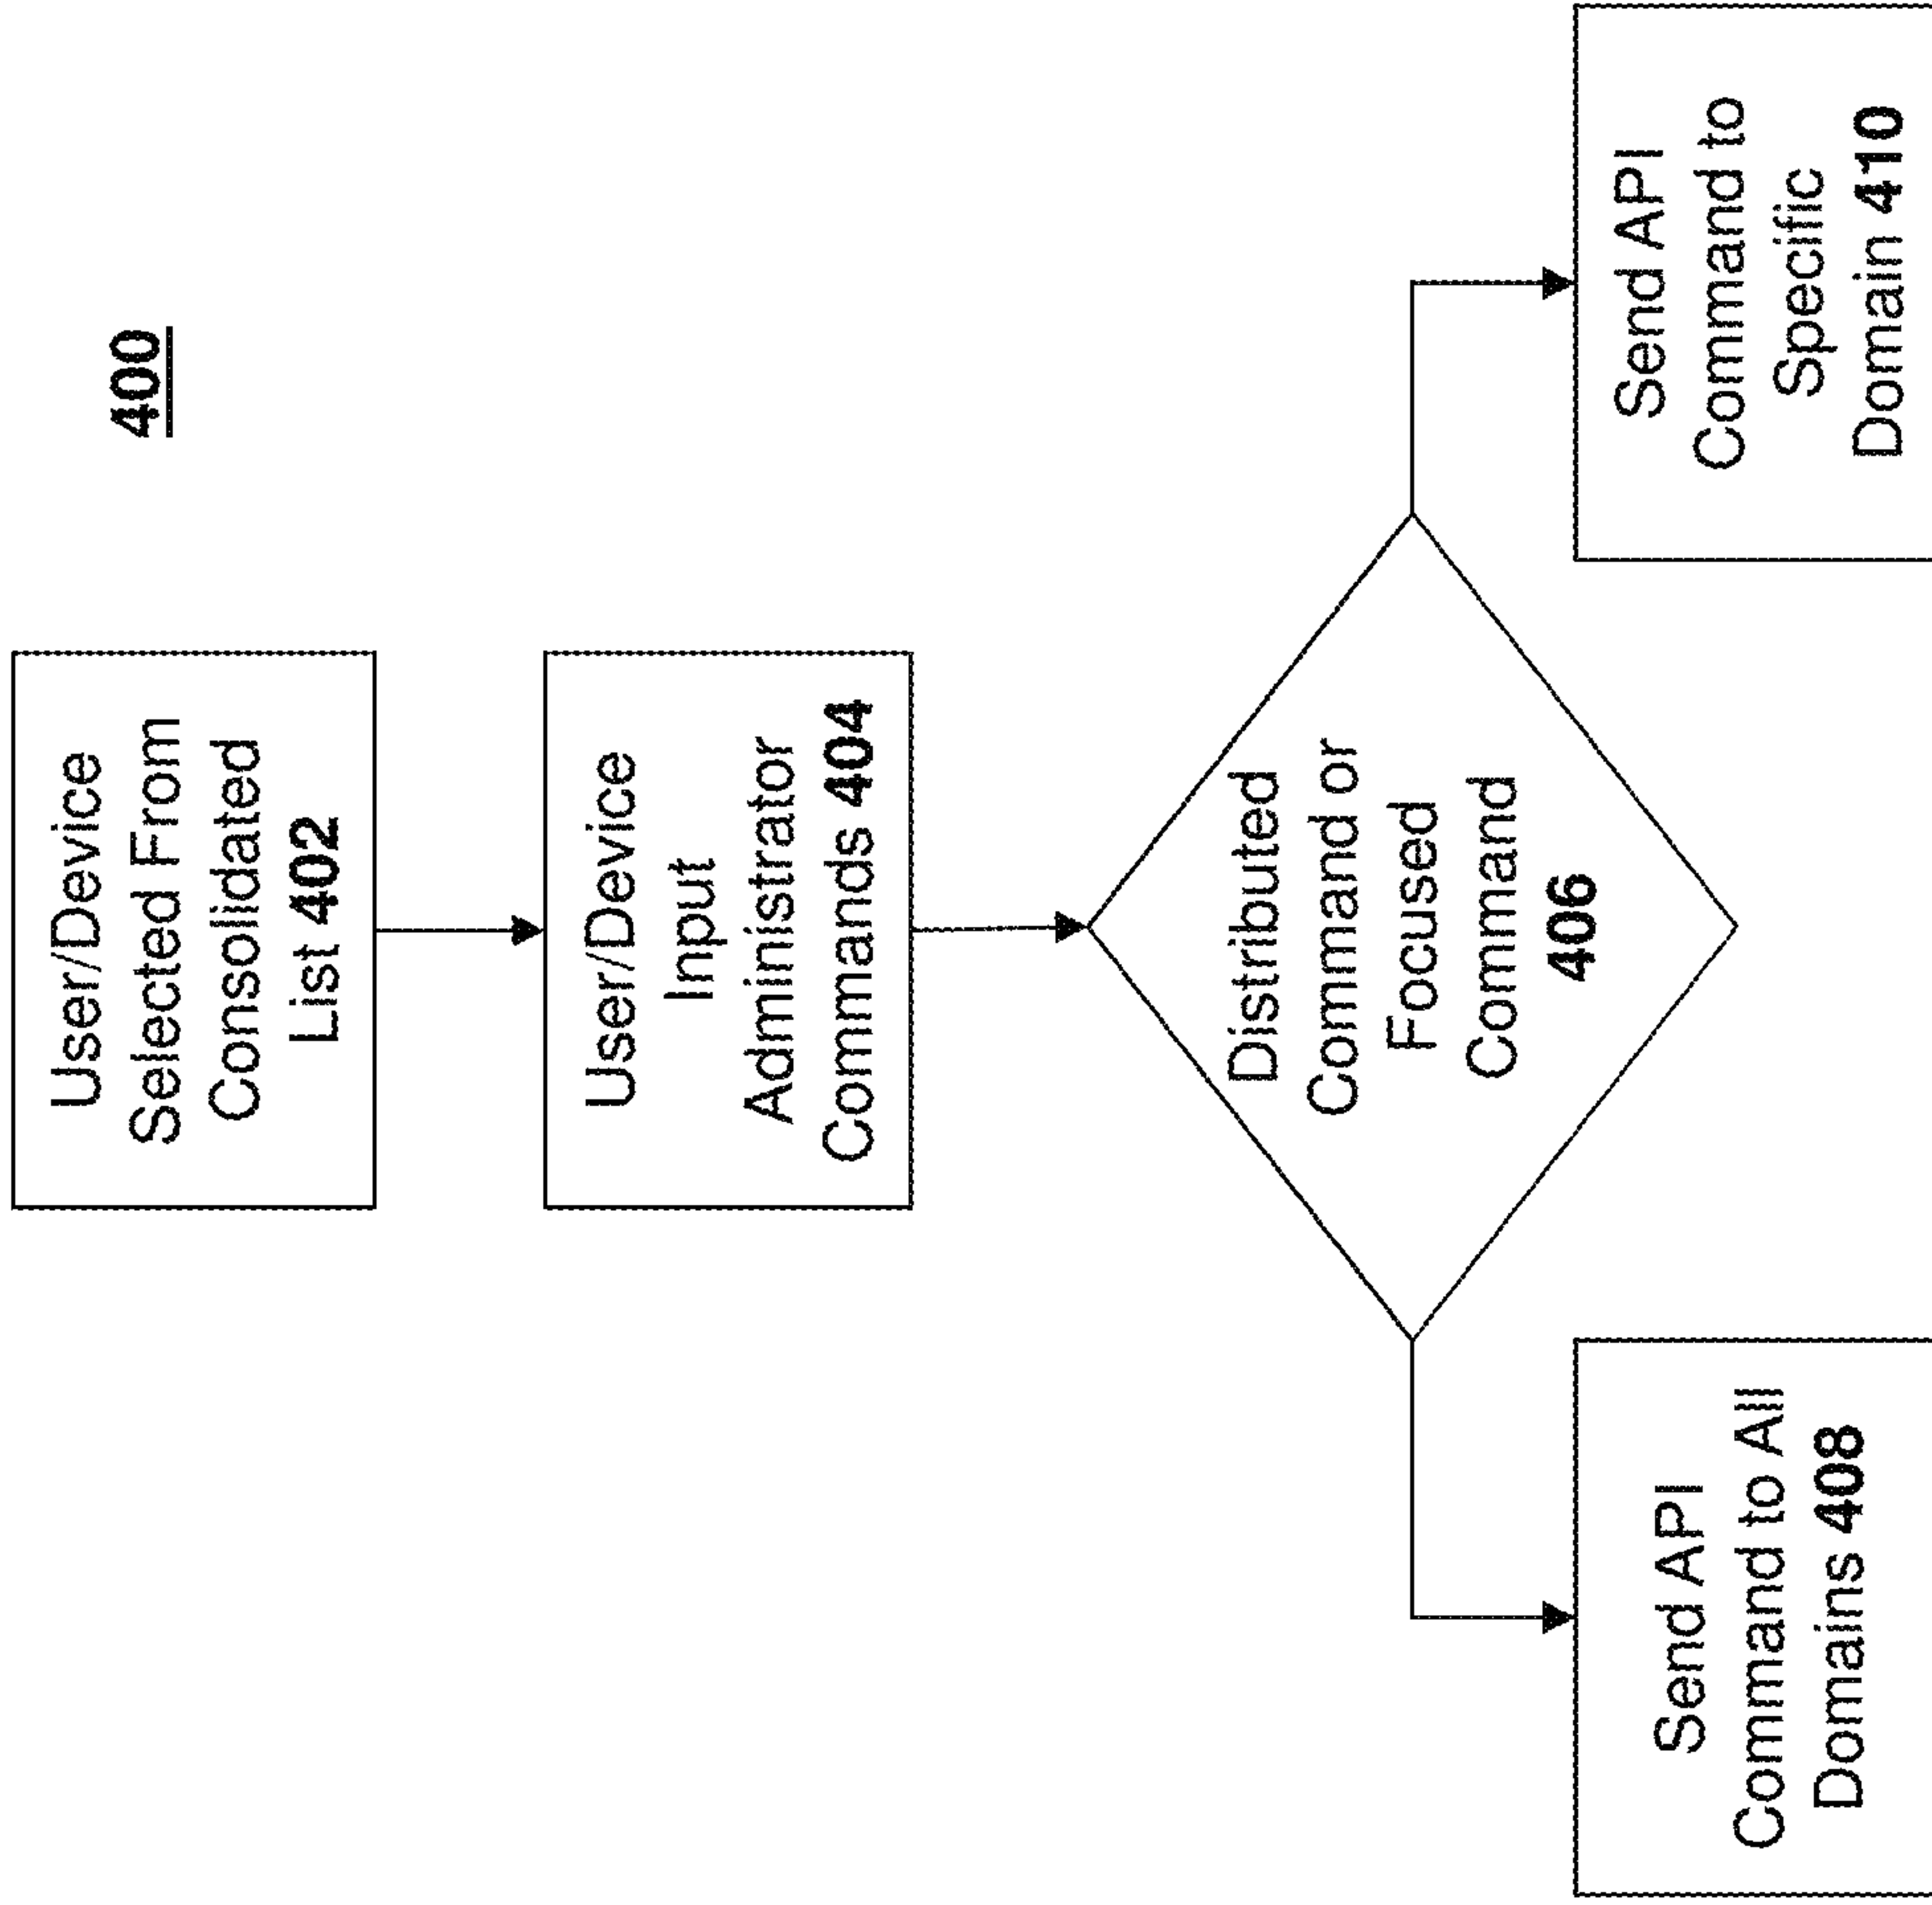 400
User/Device
Selected From
Consolidated
List 402
User/Device
Input
Administrator
Commands 404
Distributed
Command or
Focused
Command
406
Send API
Command to All
Domains 408
Send API
Command to
Specific
Domain 410